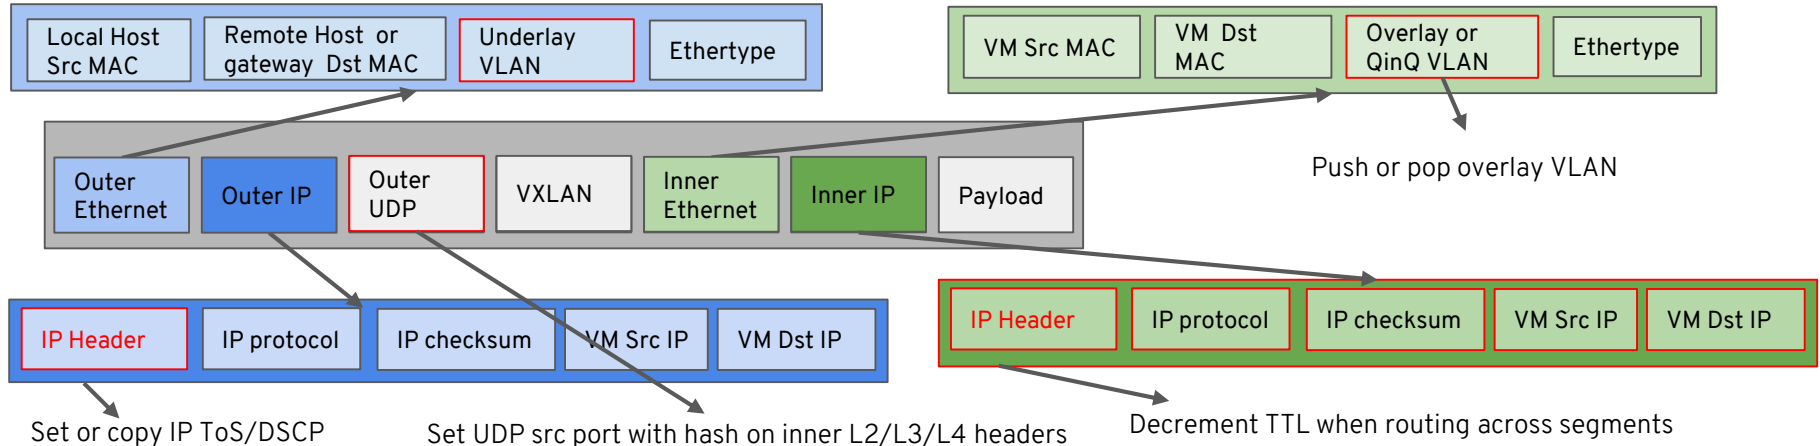 Local Host
Src MAC
Remote Host or
gateway Dst MAC
Underlay
VLAN
Ethertype
VM Src MAC
VM Dst
MAC
Overlay or
QinQ VLAN
Ethertype
Push or pop overlay VLAN
Outer
Ethernet
Outer IP
Outer
UDP
VXLAN
Inner
Ethernet
Inner IP
Payload
IP Header
IP protocol
IP checksum
VM Src IP
VM Dst IP
IP Header
IP protocol
IP checksum
VM Src IP
VM Dst IP
Set or copy IP ToS/DSCP
Set UDP src port with hash on inner L2/L3/L4 headers
Decrement TTL when routing across segments